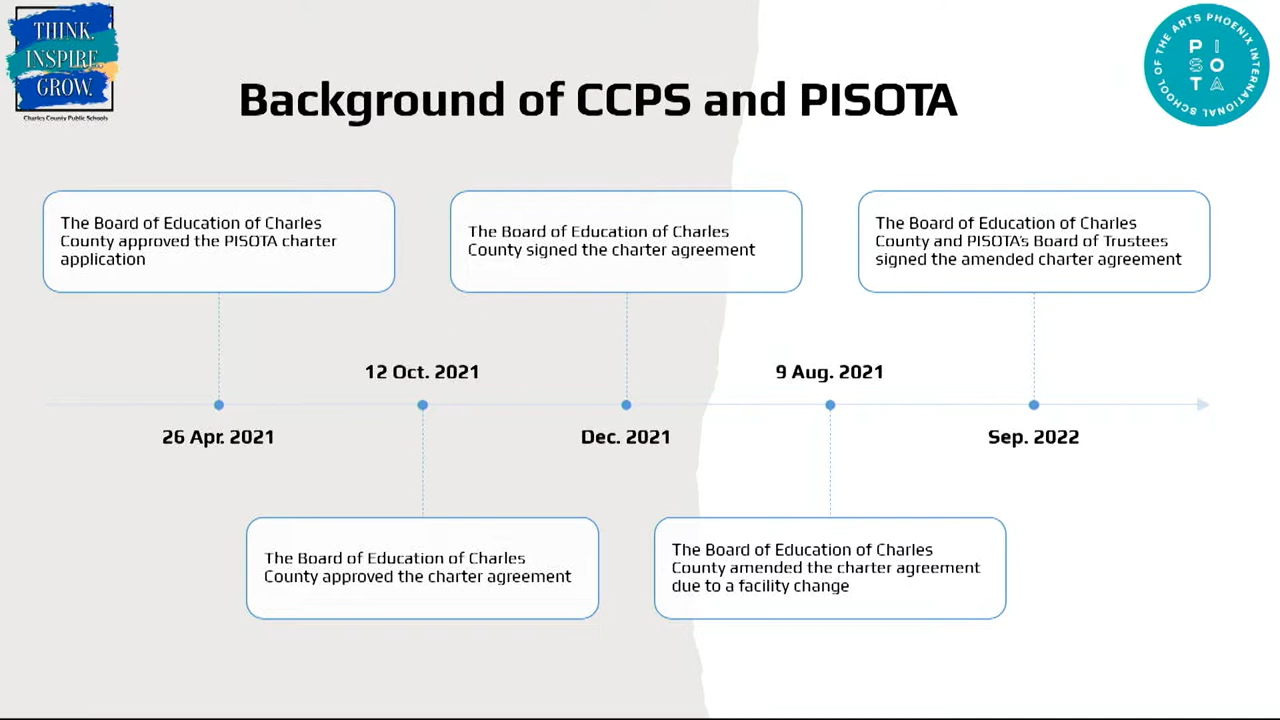 THINK.
INSPIRE.
GROW.
Charles County Public Schools
PHOENIX INTERNATIONAL SCHOOL OF THE ARTS
P I
S O
T A
Background of CCPS and PISOTA
The Board of Education of Charles
County approved the PISOTA charter
application
The Board of Education of Charles
County signed the charter agreement
The Board of Education of Charles
County and PISOTA's Board of Trustees
signed the amended charter agreement
12 Oct. 2021
9 Aug. 2021
26 Apr. 2021
Dec. 2021
Sep. 2022
The Board of Education of Charles
County approved the charter agreement
The Board of Education of Charles
County amended the charter agreement
due to a facility change